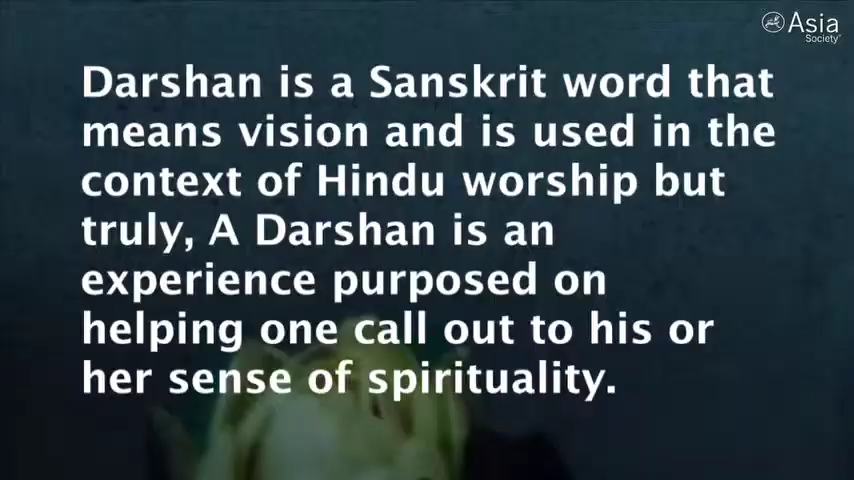 Asia
Society
Darshan is a Sanskrit word that
means vision and is used in the
context of Hindu worship but
truly, A Darshan is an
experience purposed on
helping one call out to his or
her sense of spirituality.